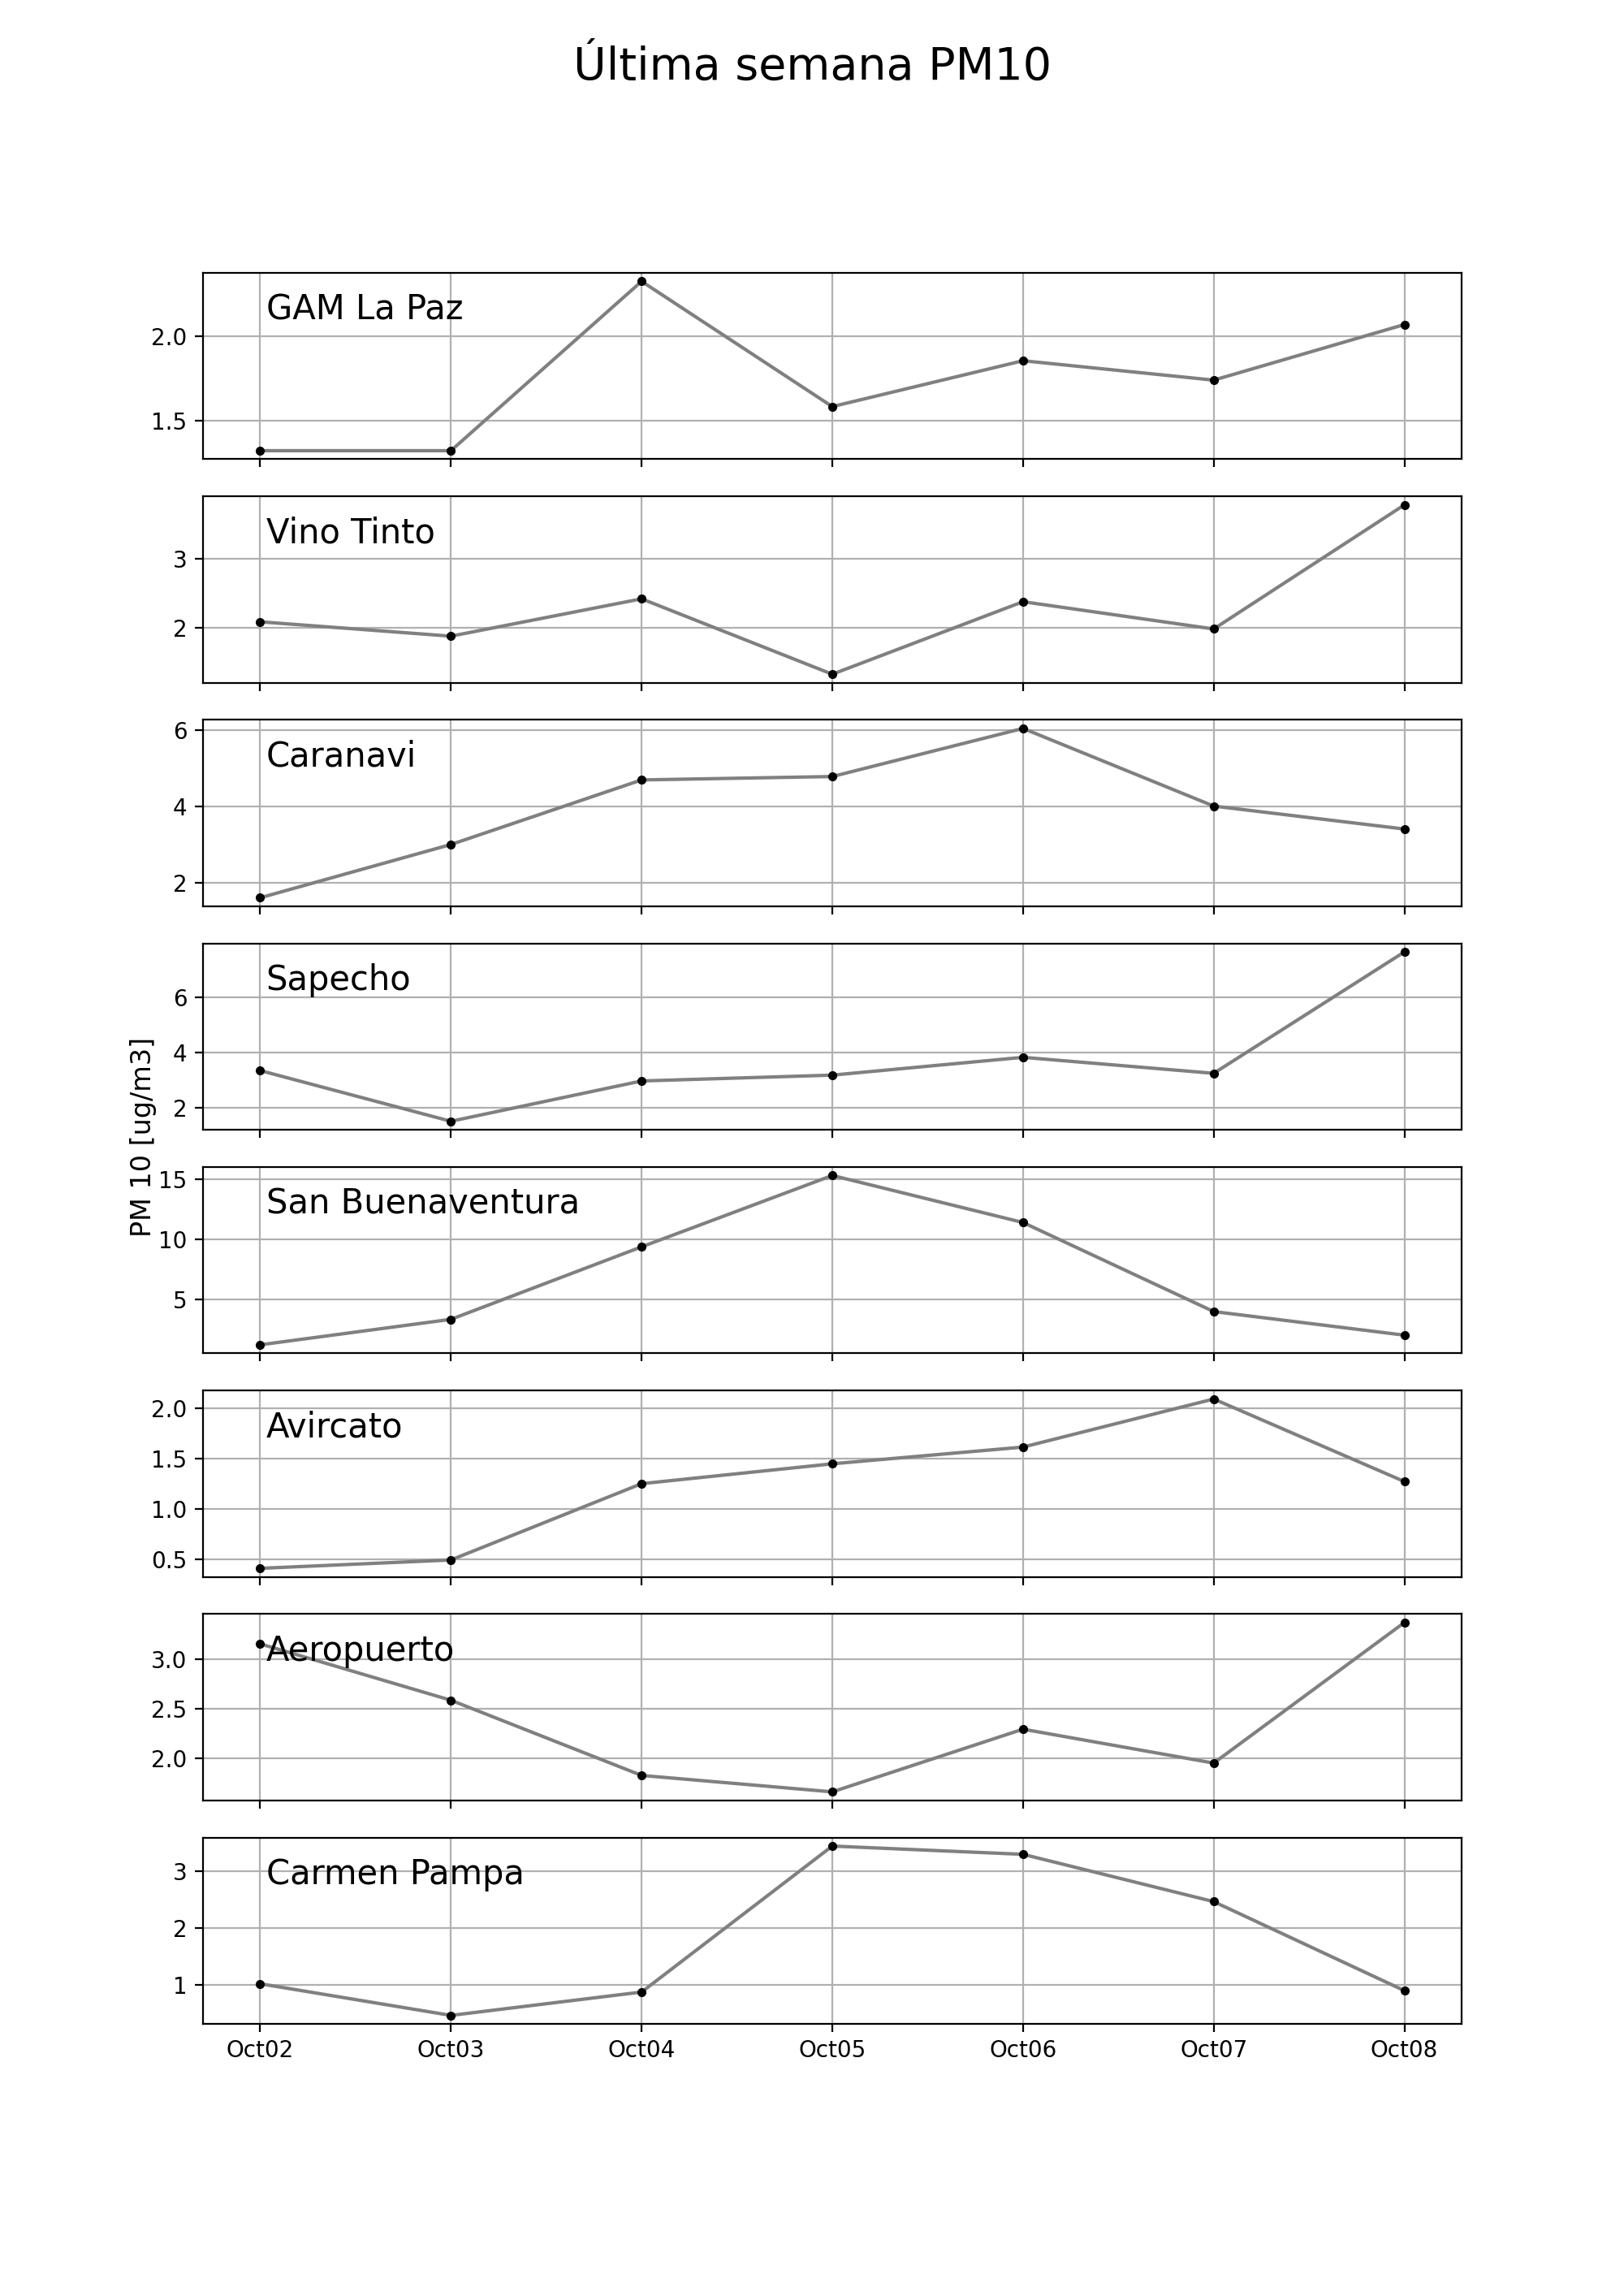 Última semana PM10
GAM La Paz
2.0
1.5
Vino Tinto
3
2
Caranavi
6
4
2
Sapecho
6
4
2
PM 10 [ug/m3]
San Buenaventura
15
10
5
Avircato
2.0
1.5
1.0
0.5
Aeropuerto
3.0
2.5
2.0
Carmen Pampa
3
2
1
Oct02 Oct03 Oct04 Oct05 Oct06 Oct07 Oct08